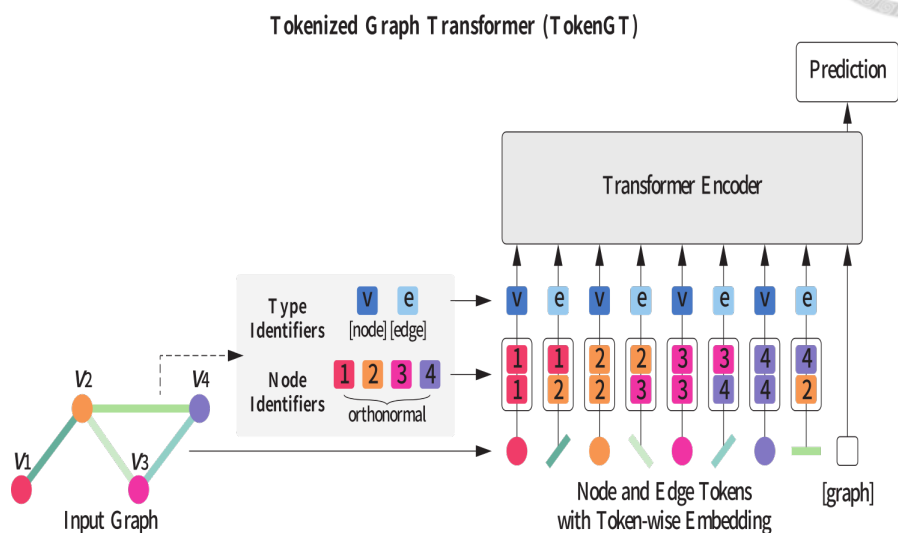 Tokenized Graph Transformer (TokenGT)
Prediction
Transformer Encoder
Type
Identifiers
v e
[node] [edge]
Node
Identifiers
1 2 3 4
orthonormal
v e v e v e v e
1 1 2 2 3 3 4 4
1 2 2 3 3 4 4 2
V2
V4
V1
V3
Input Graph
Node and Edge Tokens
with Token-wise Embedding
[graph]